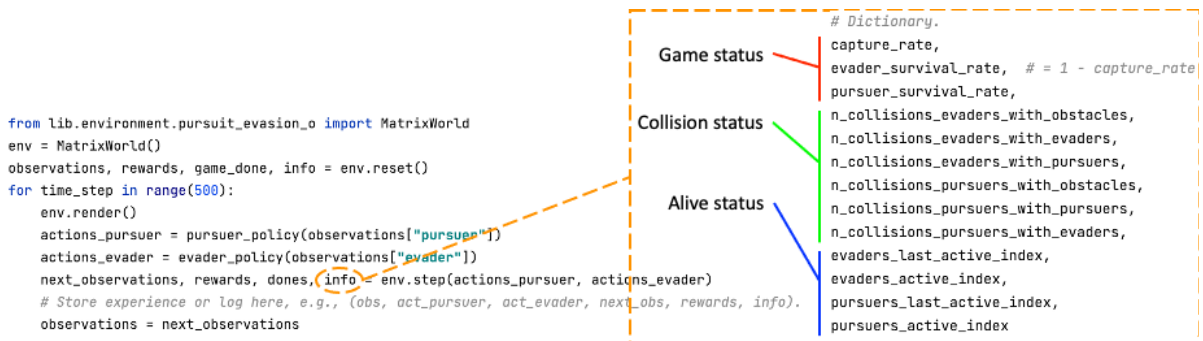 from lib.environment.pursuit_evasion_o import MatrixWorld
env = MatrixWorld()
observations, rewards, game_done, info = env.reset()
for time_step in range(500):
    env.render()
    actions_pursuer = pursuer_policy(observations["pursuer"])
    actions_evader = evader_policy(observations["evader"])
    next_observations, rewards, dones, info = env.step(actions_pursuer, actions_evader)
    # Store experience or log here, e.g., (obs, act_pursuer, act_evader, next_obs, rewards, info).
    observations = next_observations
Game status
Collision status
Alive status
# Dictionary.
capture_rate,
evader_survival_rate,  # = 1 - capture_rate
pursuer_survival_rate,
n_collisions_evaders_with_obstacles,
n_collisions_evaders_with_evaders,
n_collisions_evaders_with_pursuers,
n_collisions_pursuers_with_obstacles,
n_collisions_pursuers_with_pursuers,
n_collisions_pursuers_with_evaders,
evaders_last_active_index,
evaders_active_index,
pursuers_last_active_index,
pursuers_active_index